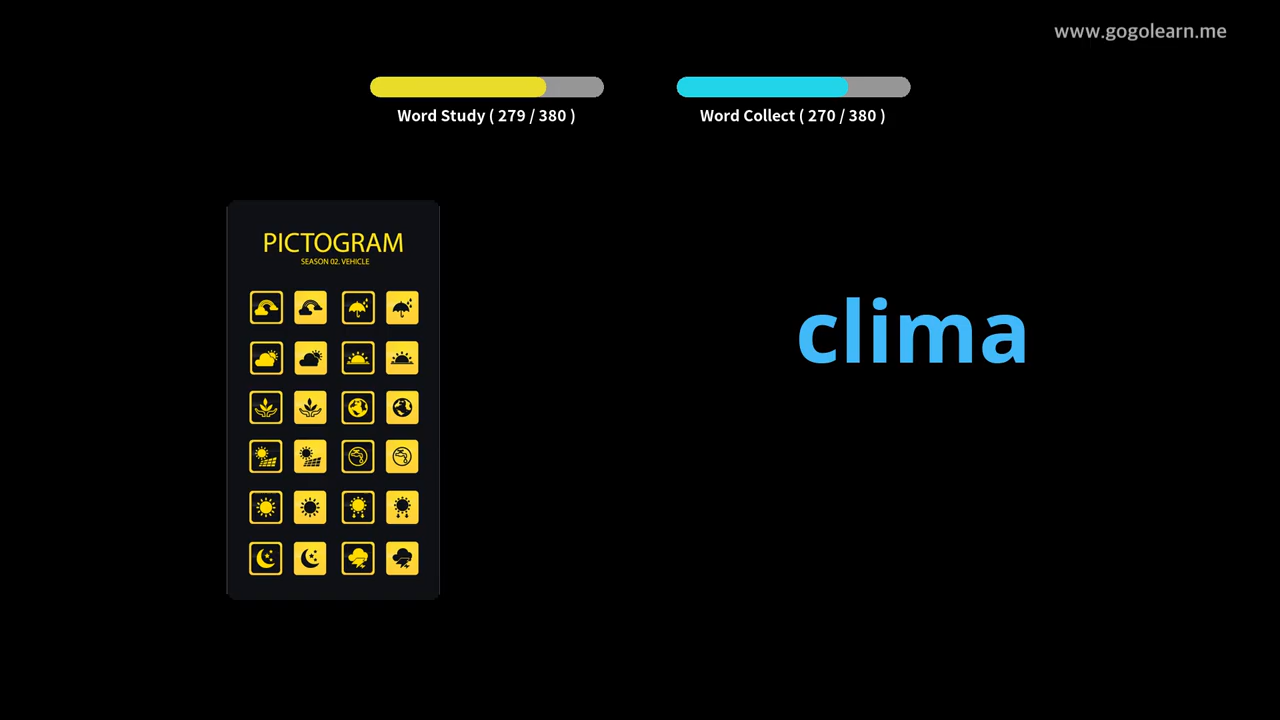 www.gogolearn.me
Word Study ( 279 / 380 )
Word Collect ( 270 / 380 )
PICTOGRAM
SEASON 02. VEHICLE
clima